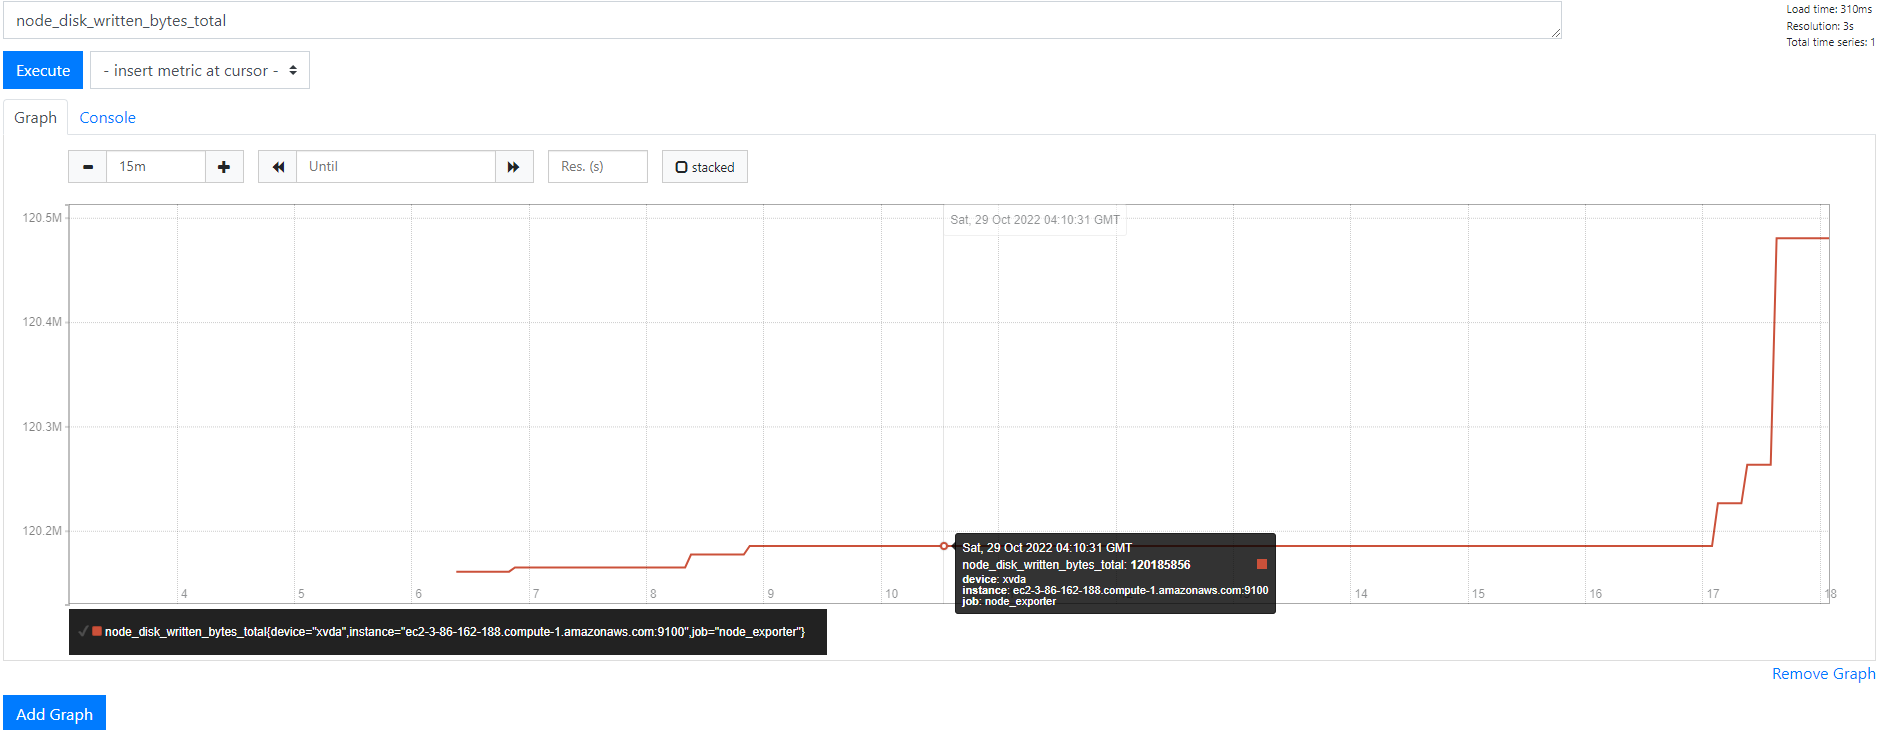 node_disk_written_bytes_total
Load time: 310ms
Resolution: 3s
Total time series: 1
Execute
- insert metric at cursor -
Graph
Console
15m
Until
Res. (s)
stacked
120.5M
120.4M
120.3M
120.2M
Sat, 29 Oct 2022 04:10:31 GMT
Sat, 29 Oct 2022 04:10:31 GMT
node_disk_written_bytes_total: 120185856
device: xvda
instance: ec2-3-86-162-188.compute-1.amazonaws.com:9100
job: node_exporter
4 5 6 7 8 9 10 14 15 16 17 18
node_disk_written_bytes_total{device="xvda",instance="ec2-3-86-162-188.compute-1.amazonaws.com:9100",job="node_exporter"}
Remove Graph
Add Graph